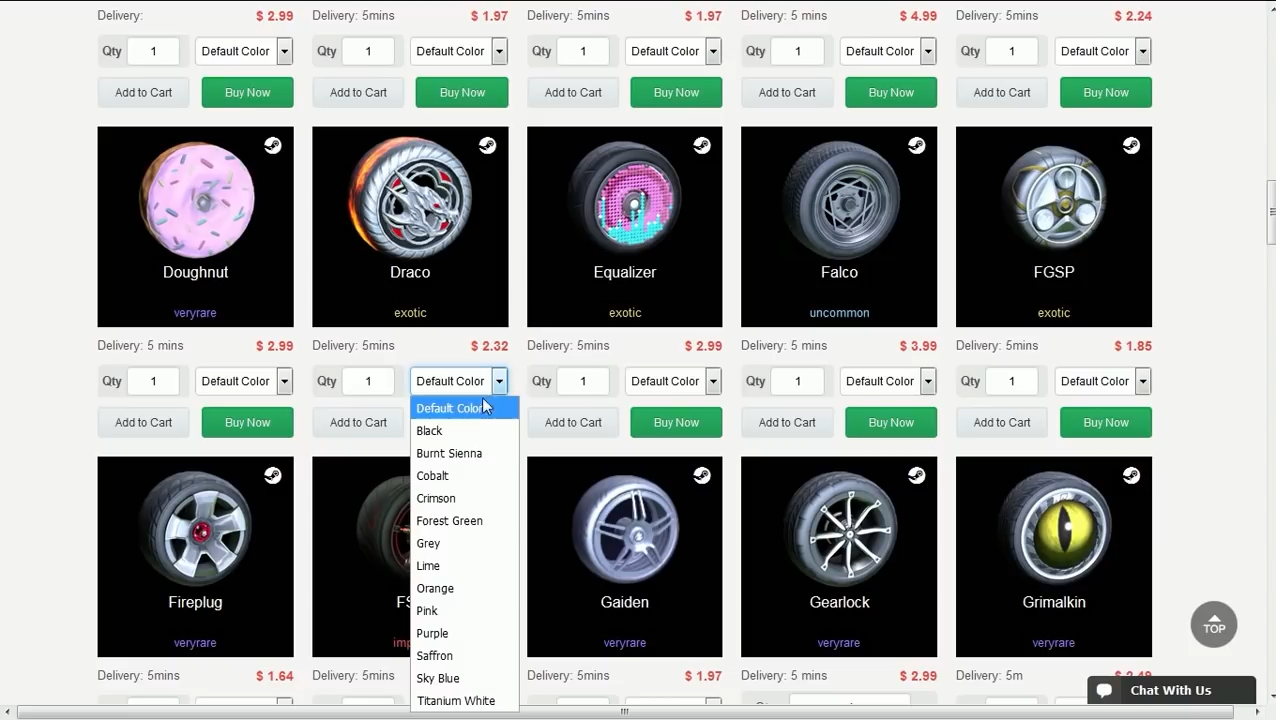 Delivery: $ 2.99 Delivery: 5mins $ 1.97 Delivery: 5mins $ 1.97 Delivery: 5 mins $ 4.99 Delivery: 5mins $ 2.24
Qty 1 Default Color Qty 1 Default Color Qty 1 Default Color Qty 1 Default Color Qty 1 Default Color
Add to Cart Buy Now Add to Cart Buy Now Add to Cart Buy Now Add to Cart Buy Now Add to Cart Buy Now
Doughnut Draco Equalizer Falco FGSP
veryrare exotic exotic uncommon exotic
Delivery: 5 mins $ 2.99 Delivery: 5mins $ 2.32 Delivery: 5mins $ 2.99 Delivery: 5 mins $ 3.99 Delivery: 5mins $ 1.85
Qty 1 Default Color Qty 1 Default Color Qty 1 Default Color Qty 1 Default Color Qty 1 Default Color
Add to Cart Buy Now Add to Cart Add to Cart Buy Now Add to Cart Buy Now Add to Cart Buy Now
Default Color
Black
Burnt Sienna
Cobalt
Crimson
Forest Green
Grey
Lime
Orange
Pink
Purple
Saffron
Sky Blue
Titanium White
Fireplug FS Gaiden Gearlock Grimalkin
veryrare imp veryrare veryrare veryrare
TOP
Delivery: 5mins $ 1.64 Delivery: 5mins Delivery: 5mins $ 1.97 Delivery: 5mins $ 2.99 Delivery: 5m
Chat With Us